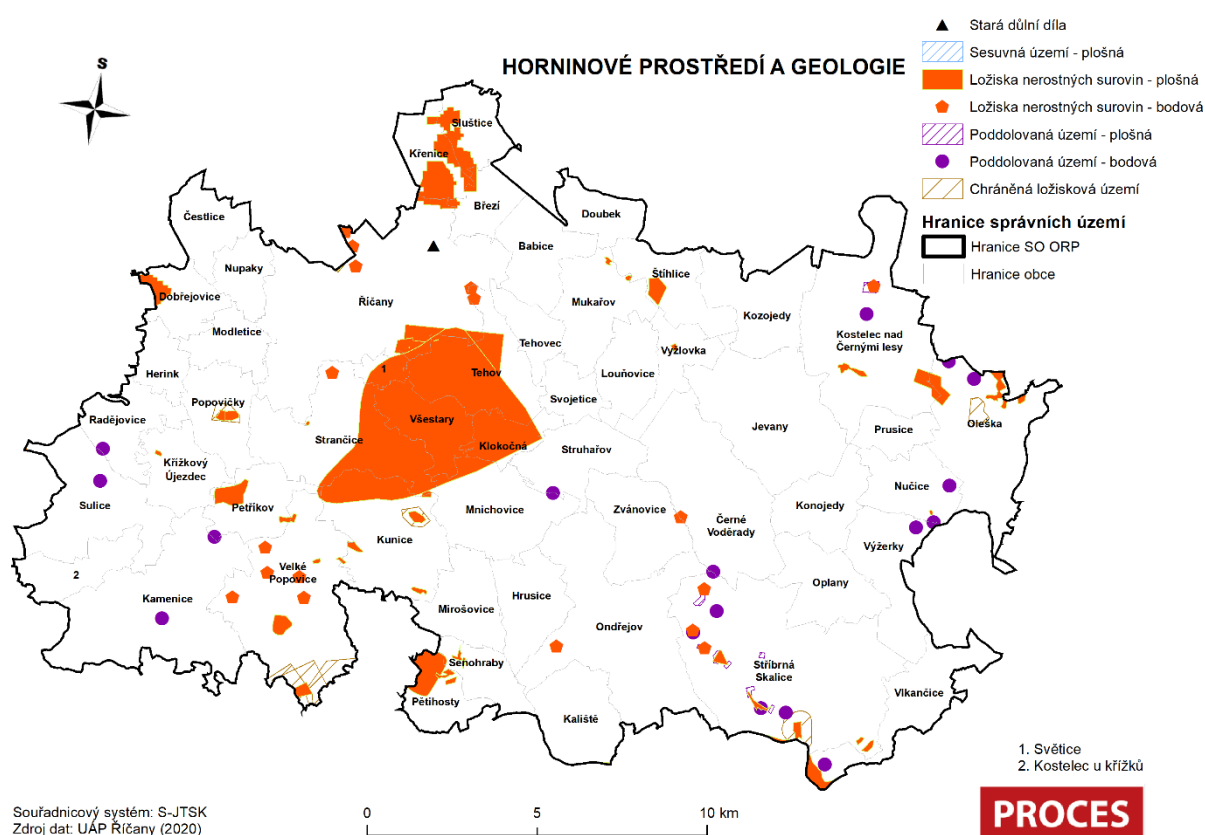 S
HORNINOVÉ PROSTŘEDÍ A GEOLOGIE
Stará důlní díla
Sesuvná území - plošná
Ložiska nerostných surovin - plošná
Ložiska nerostných surovin - bodová
Poddolovaná území - plošná
Poddolovaná území - bodová
Chráněná ložisková území
Hranice správních území
Hranice SO ORP
Hranice obce
Sluštice
Křenice
Březí
Doubek
Čestlice
Babice
Nupaky
Štíhlice
Dobřejovice
Říčany
Mukařov
Kozojedy
Modletice
Kostelec nad
Černými lesy
Tehovec
Vyžlovka
Herink
1
Tehov
Louňovice
Popovičky
Svojetice
Radějovice
Všestary
Jevany
Oleška
Strančice
Klokočná
Struhařov
Prusice
Křížkový
Újezdec
Nučice
Sulice
Petříkov
Mnichovice
Zvánovice
Konojedy
Černé
Voděrady
Kunice
Výžerky
2
Velké
Popovice
Oplany
Kamenice
Hrusice
Mirošovice
Ondřejov
Senohraby
Stříbrná
Skalice
Vlkančice
Pětihosty
Kaliště
1. Světice
2. Kostelec u křížků
Souřadnicový systém: S-JTSK
Zdroj dat: ÚAP Říčany (2020)
0
5
10 km
PROCES